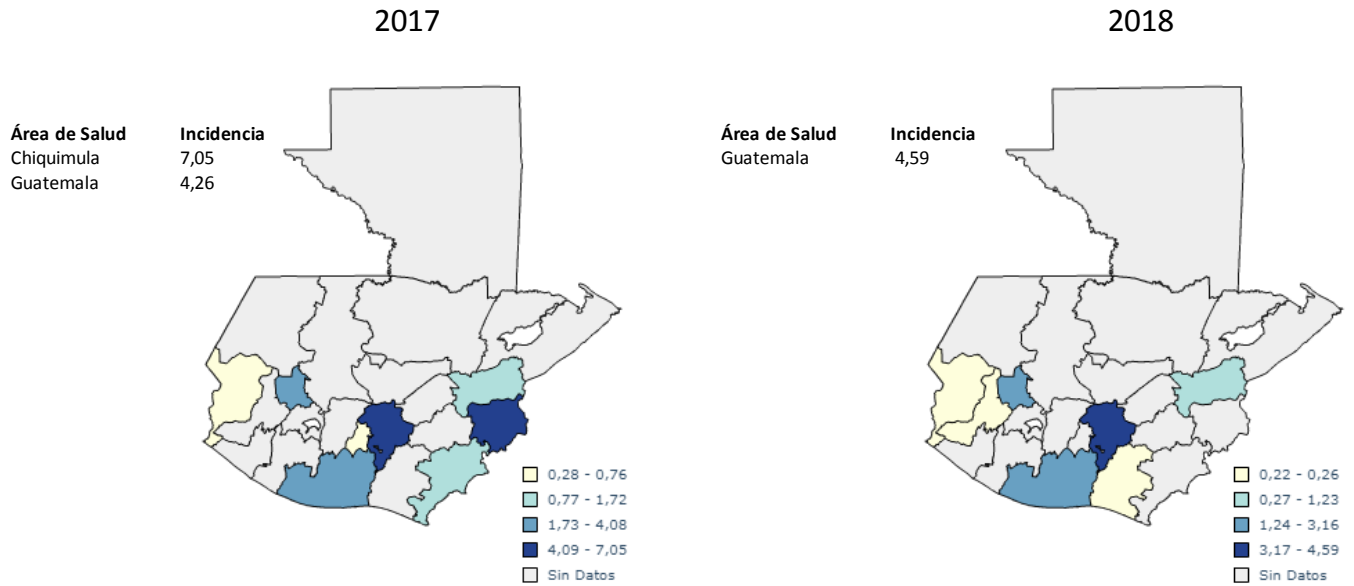 2017
Área de Salud Incidencia
Chiquimula 7,05
Guatemala 4,26
0,28 - 0,76
0,77 - 1,72
1,73 - 4,08
4,09 - 7,05
Sin Datos
2018
Área de Salud Incidencia
Guatemala 4,59
0,22 - 0,26
0,27 - 1,23
1,24 - 3,16
3,17 - 4,59
Sin Datos